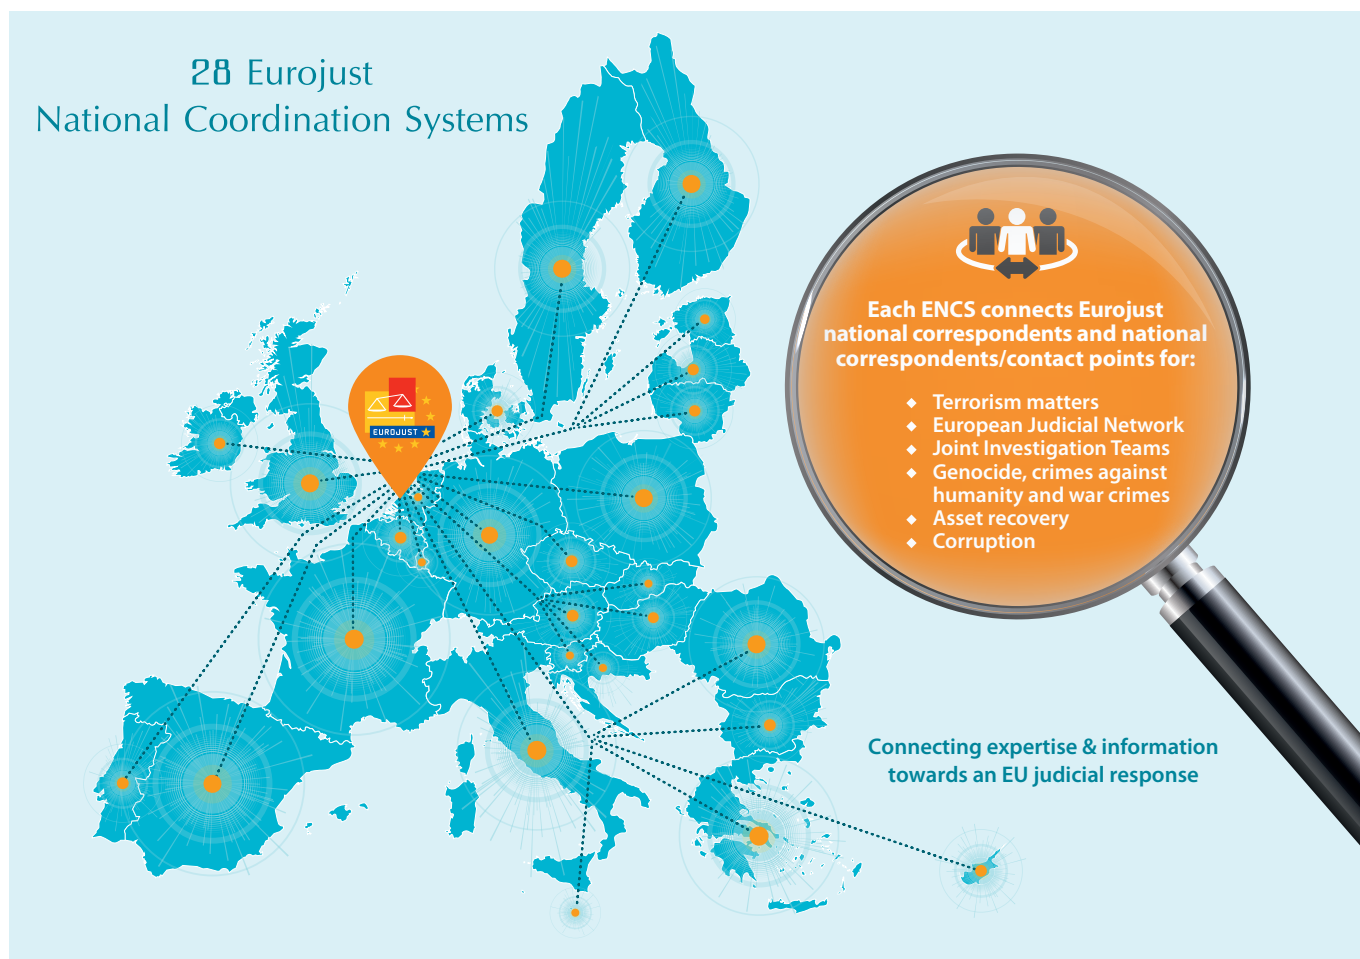 28 Eurojust
National Coordination Systems
EUROJUST
Each ENCS connects Eurojust
national correspondents and national
correspondents/contact points for:
◆ Terrorism matters
◆ European Judicial Network
◆ Joint Investigation Teams
◆ Genocide, crimes against
humanity and war crimes
◆ Asset recovery
◆ Corruption
Connecting expertise & information
towards an EU judicial response